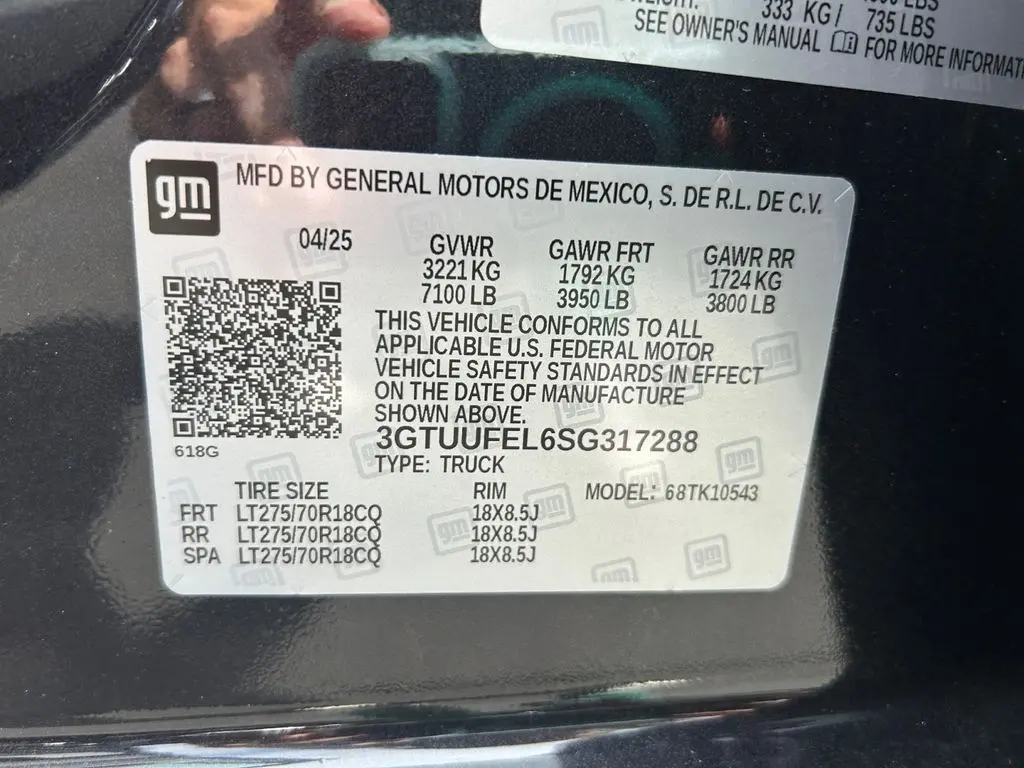 333 KG/ 735 LBS
SEE OWNER'S MANUAL FOR MORE
gm
MFD BY GENERAL MOTORS DE MEXICO, S. DE R.L. DE C.V.
04/25 GVWR GAWR FRT GAWR RR
3221 KG 1792 KG 1724 KG
7100 LB 3950 LB 3800 LB
THIS VEHICLE CONFORMS TO ALL
APPLICABLE U.S. FEDERAL MOTOR
VEHICLE SAFETY STANDARDS IN EFFECT
ON THE DATE OF MANUFACTURE
SHOWN ABOVE.
3GTUUFEL6SG317288
618G
TYPE: TRUCK
TIRE SIZE RIM MODEL: 68TK10543
FRT LT275/70R18CQ 18X8.5J
RR LT275/70R18CQ 18X8.5J
SPA LT275/70R18CQ 18X8.5J